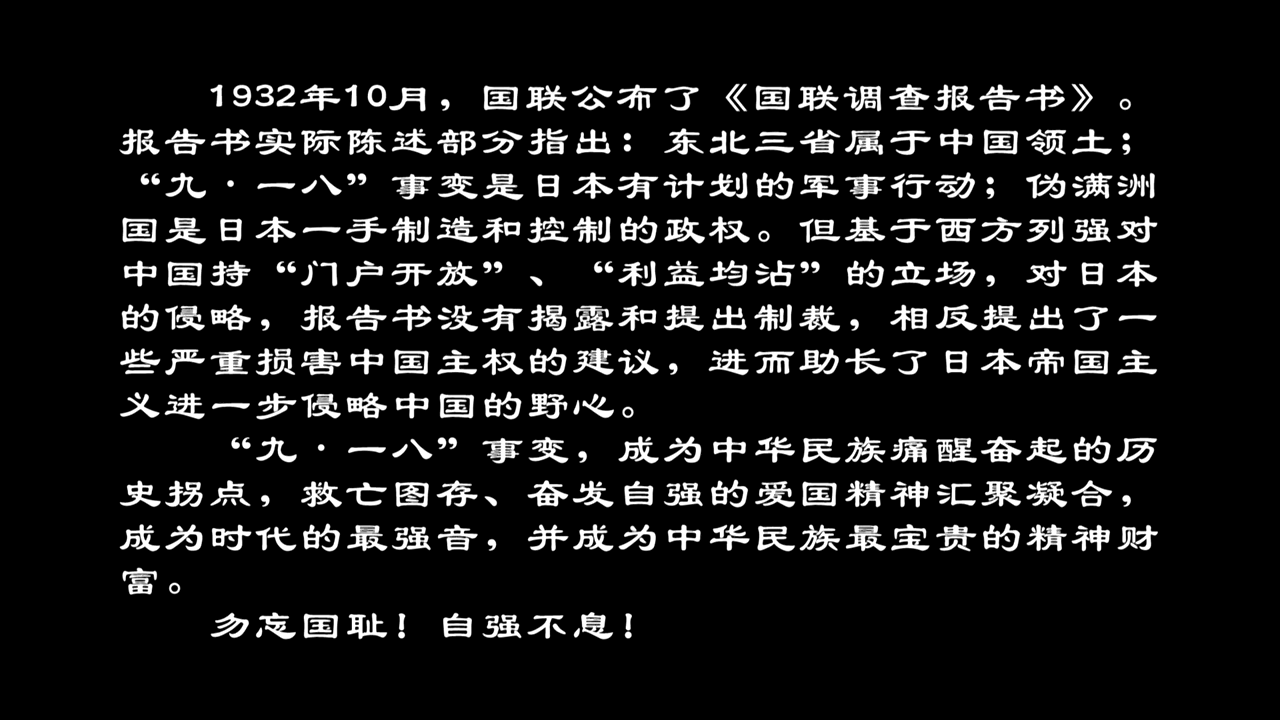 1932年10月，国联公布了《国联调查报告书》。
报告书实际陈述部分指出：东北三省属于中国领土；
“九·一八”事变是日本有计划的军事行动；伪满洲
国是日本一手制造和控制的政权。但基于西方列强对
中国持“门户开放”、“利益均沾”的立场，对日本
的侵略，报告书没有揭露和提出制裁，相反提出了一
些严重损害中国主权的建议，进而助长了日本帝国主
义进一步侵略中国的野心。
“九·一八”事变，成为中华民族痛醒奋起的历
史拐点，救亡图存、奋发自强的爱国精神汇聚凝合，
成为时代的最强音，并成为中华民族最宝贵的精神财
富。
勿忘国耻！自强不息！